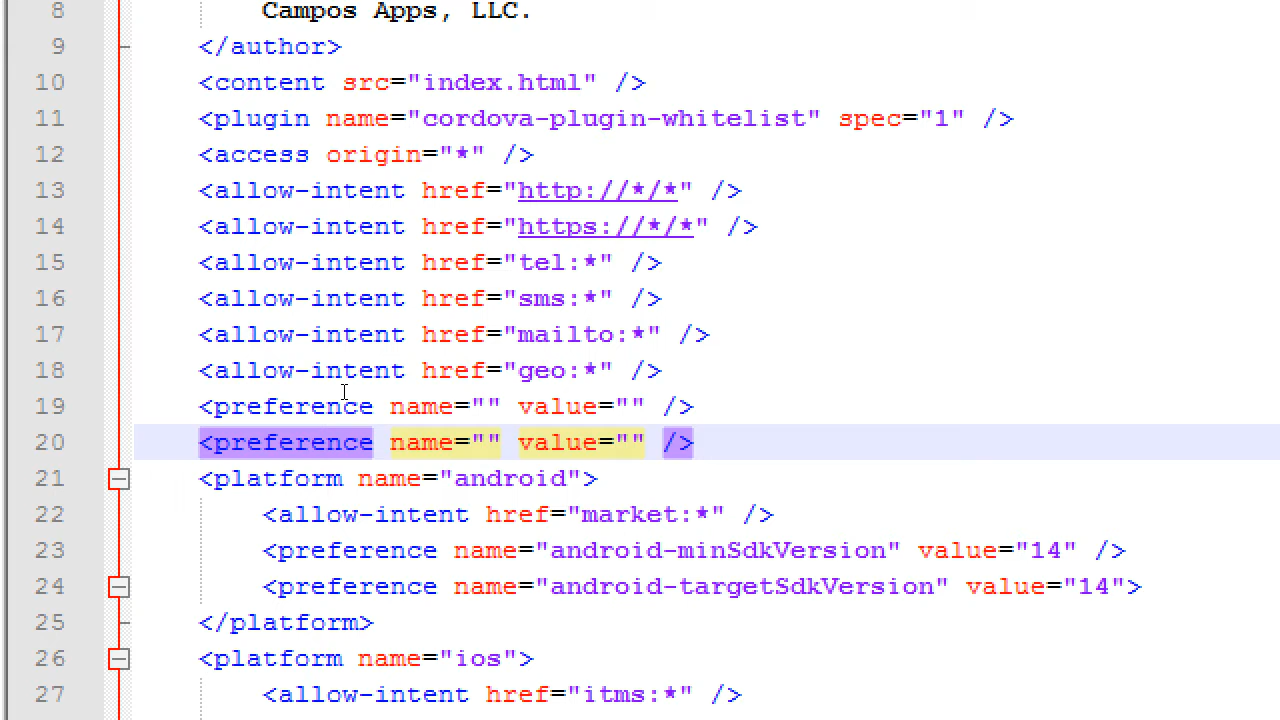 8 Campos Apps, LLC.
9 </author>
10 <content src="index.html" />
11 <plugin name="cordova-plugin-whitelist" spec="1" />
12 <access origin="*" />
13 <allow-intent href="http://*/*" />
14 <allow-intent href="https://*/*" />
15 <allow-intent href="tel:*" />
16 <allow-intent href="sms:*" />
17 <allow-intent href="mailto:*" />
18 <allow-intent href="geo:*" />
19 <preference name="" value="" />
20 <preference name="" value="" />
21 <platform name="android">
22 <allow-intent href="market:*" />
23 <preference name="android-minSdkVersion" value="14" />
24 <preference name="android-targetSdkVersion" value="14">
25 </platform>
26 <platform name="ios">
27 <allow-intent href="itms:*" />